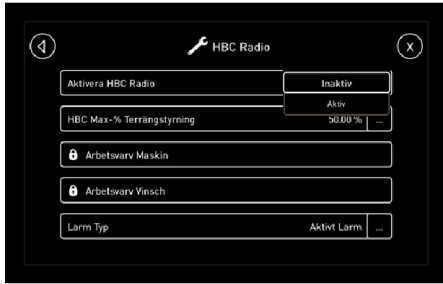 HBC Radio
X
Aktivera HBC Radio Inaktiv
Aktiv
HBC Max-% Terrängstyrning 50.00 % ...
Arbetsvarv Maskin
Arbetsvarv Vinsch
Larm Typ Aktivt Larm ...